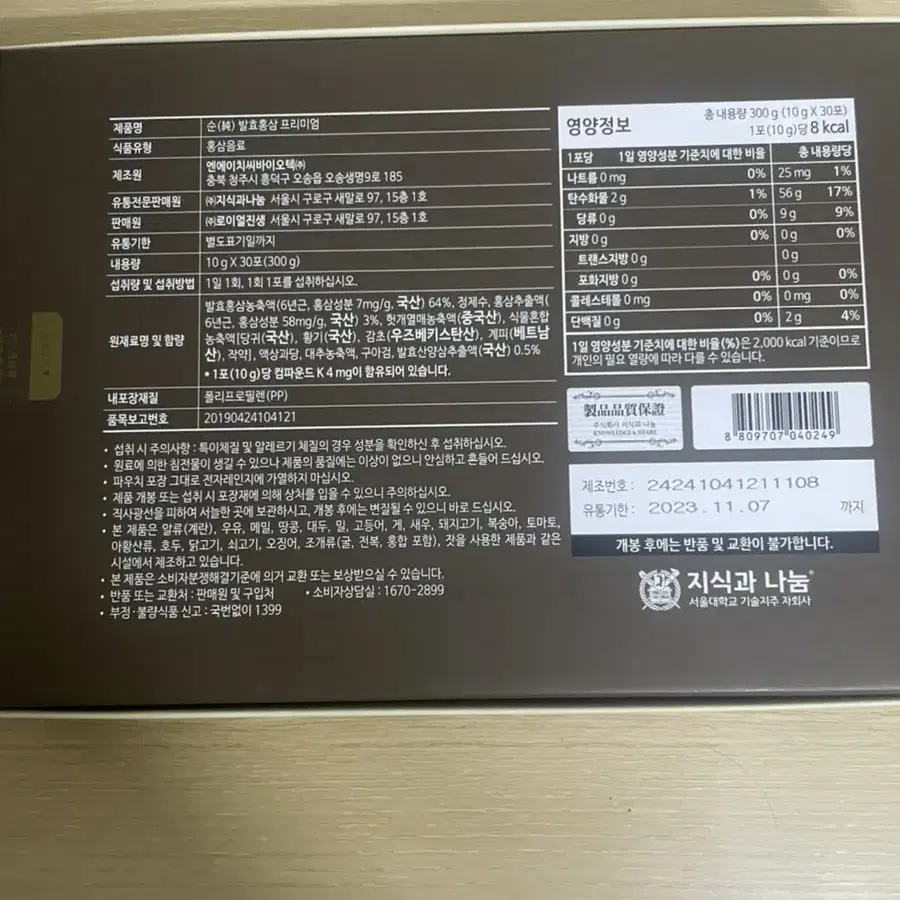 제품명 순(純) 발효홍삼 프리미엄
식품유형 홍삼음료
제조원 엔에이치씨바이오텍㈜
충북 청주시 흥덕구 오송읍 오송생명9로 185
유통전문판매원 ㈜지식과나눔 서울시 구로구 새말로 97, 15층 1호
판매원 ㈜로이얼진생 서울시 구로구 새말로 97, 15층 1호
유통기한 별도표기일까지
내용량 10 g X 30포(300 g)
섭취량 및 섭취방법 1일 1회, 1회 1포를 섭취하십시오.
원재료명 및 함량
발효홍삼농축액(6년근, 홍삼성분 7mg/g, 국산) 64%, 정제수, 홍삼추출액(
6년근, 홍삼성분 58mg/g, 국산) 3%, 헛개열매농축액(중국산), 식물혼합
농축액[당귀(국산), 황기(국산), 감초(우즈베키스탄산), 계피(베트남
산), 작약], 액상과당, 대추농축액, 구아검, 발효산양삼추출액(국산) 0.5%
* 1포(10 g)당 컴파운드 K 4 mg이 함유되어 있습니다.
내포장재질 폴리프로필렌(PP)
품목보고번호 20190424104121
• 섭취 시 주의사항 : 특이체질 및 알레르기 체질의 경우 성분을 확인하신 후 섭취하십시오.
• 원료에 의한 침전물이 생길 수 있으나 제품의 품질에는 이상이 없으니 안심하고 흔들어 드십시오.
• 파우치 포장 그대로 전자레인지에 가열하지 마십시오.
• 제품 개봉 또는 섭취 시 포장재에 의해 상처를 입을 수 있으니 주의하십시오.
• 직사광선을 피하여 서늘한 곳에 보관하시고, 개봉 후에는 변질될 수 있으니 바로 드십시오.
• 본 제품은 알류(계란), 우유, 메밀, 땅콩, 대두, 밀, 고등어, 게, 새우, 돼지고기, 복숭아, 토마토,
아황산류, 호두, 닭고기, 쇠고기, 오징어, 조개류(굴, 전복, 홍합 포함), 잣을 사용한 제품과 같은
시설에서 제조하고 있습니다.
• 본 제품은 소비자분쟁해결기준에 의거 교환 또는 보상받으실 수 있습니다.
• 반품 또는 교환처 : 판매원 및 구입처 • 소비자상담실 : 1670-2899
• 부정·불량식품 신고 : 국번없이 1399
영양정보
총 내용량 300 g (10 g X 30포)
1포(10 g)당 8 kcal
1포당 1일 영양성분 기준치에 대한 비율 총 내용량당
나트륨 0 mg 0% 25 mg 1%
탄수화물 2 g 1% 56 g 17%
당류 0 g 0% 9 g 9%
지방 0 g 0% 0 g 0%
트랜스지방 0 g 0 g
포화지방 0 g 0% 0 g 0%
콜레스테롤 0 mg 0% 0 mg 0%
단백질 0 g 0% 2 g 4%
1일 영양성분 기준치에 대한 비율(%)은 2,000 kcal 기준이므로
개인의 필요 열량에 따라 다를 수 있습니다.
製品品質保證
주식회사 지식과 나눔
KNOWLEDGE & SHARE
8 809707 040249
제조번호 : 24241041211108
유통기한 : 2023.11.07 까지
개봉 후에는 반품 및 교환이 불가합니다.
지식과 나눔
서울대학교 기술지주 자회사